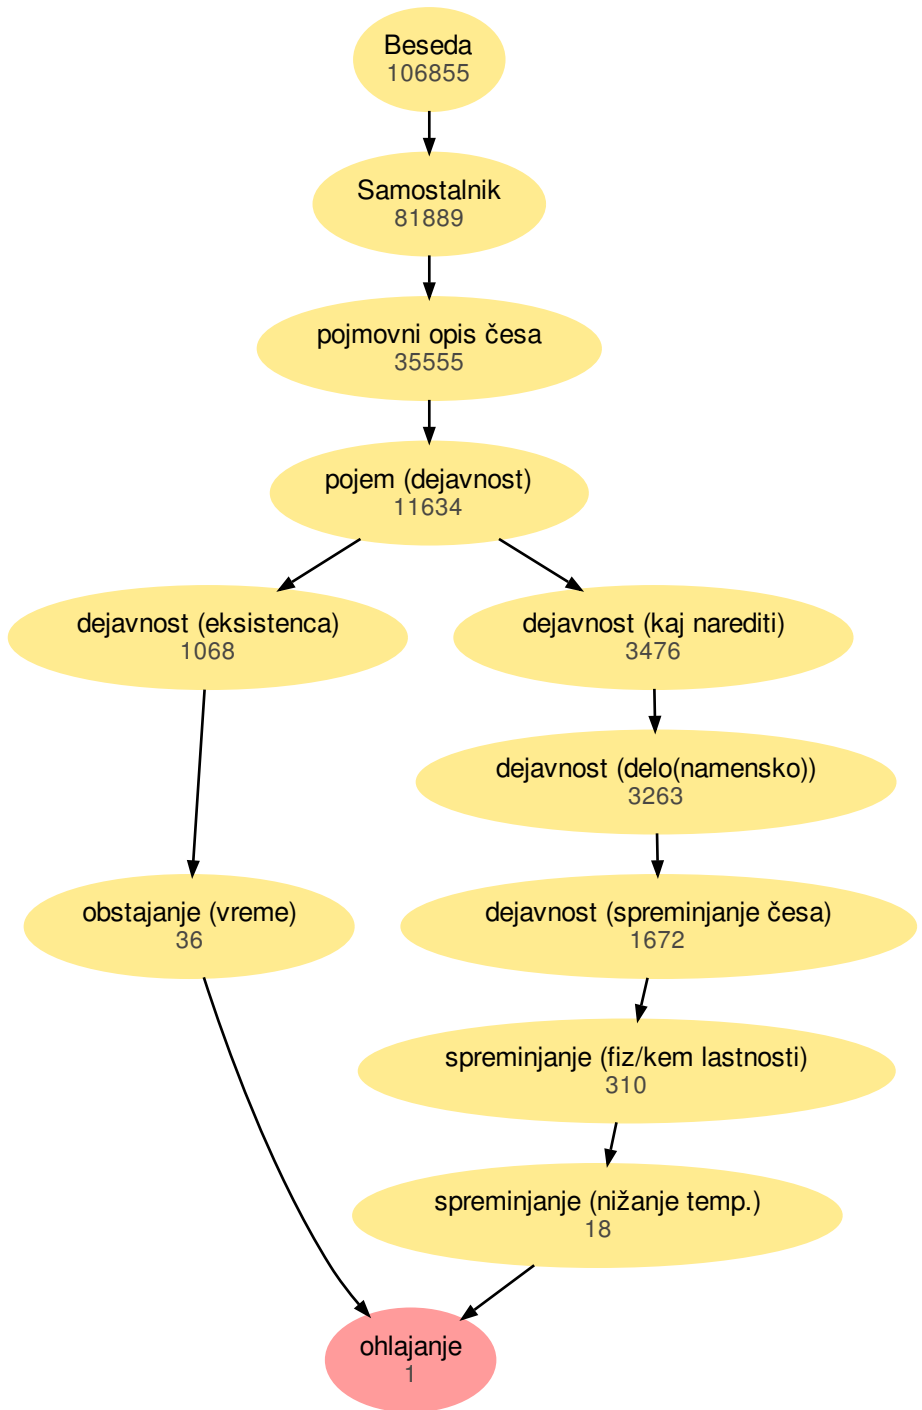 Beseda
106855
Samostalnik
81889
pojmovni opis česa
35555
pojem (dejavnost)
11634
dejavnost (eksistenca)
1068
dejavnost (kaj narediti)
3476
dejavnost (delo(namensko))
3263
obstajanje (vreme)
36
dejavnost (spreminjanje česa)
1672
spreminjanje (fiz/kem lastnosti)
310
spreminjanje (nižanje temp.)
18
ohlajanje
1